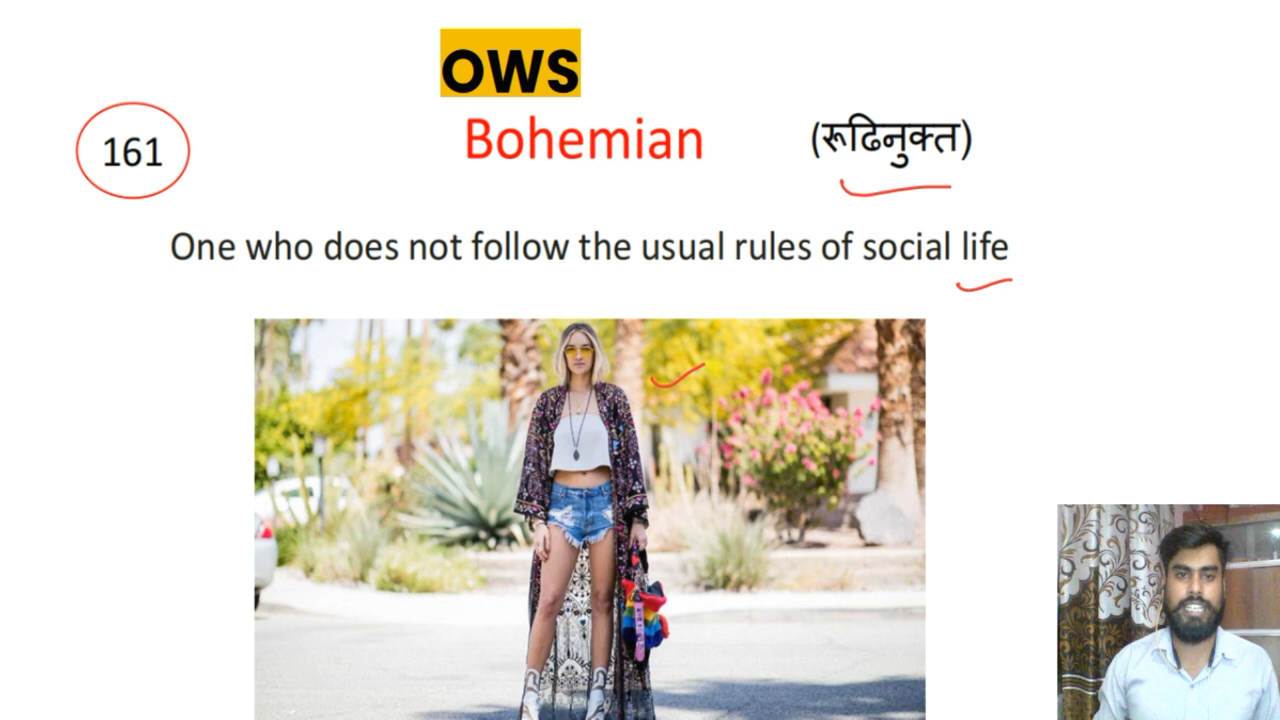 OWS
161
Bohemian
(रूढिनुक्त)
One who does not follow the usual rules of social life